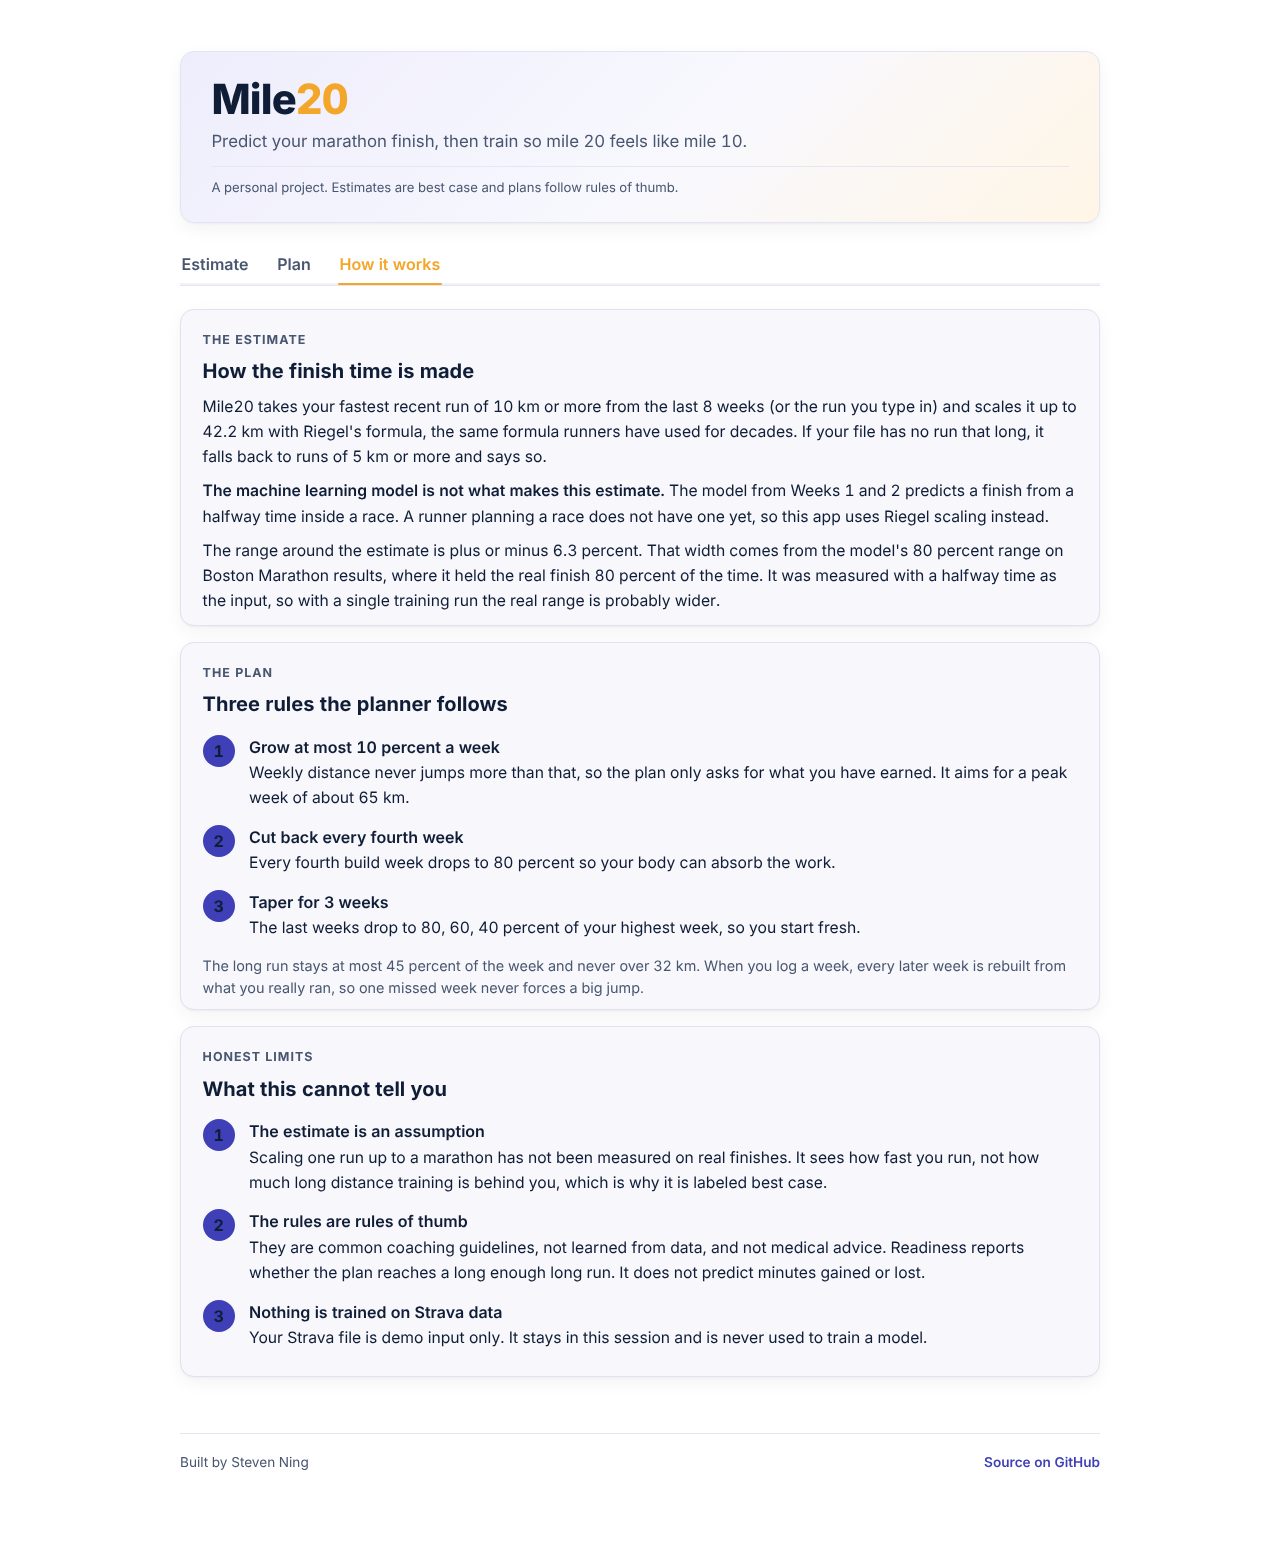 Mile20
Predict your marathon finish, then train so mile 20 feels like mile 10.
A personal project. Estimates are best case and plans follow rules of thumb.
Estimate Plan How it works
THE ESTIMATE
How the finish time is made
Mile20 takes your fastest recent run of 10 km or more from the last 8 weeks (or the run you type in) and scales it up to
42.2 km with Riegel's formula, the same formula runners have used for decades. If your file has no run that long, it
falls back to runs of 5 km or more and says so.
The machine learning model is not what makes this estimate. The model from Weeks 1 and 2 predicts a finish from a
halfway time inside a race. A runner planning a race does not have one yet, so this app uses Riegel scaling instead.
The range around the estimate is plus or minus 6.3 percent. That width comes from the model's 80 percent range on
Boston Marathon results, where it held the real finish 80 percent of the time. It was measured with a halfway time as
the input, so with a single training run the real range is probably wider.
THE PLAN
Three rules the planner follows
1 Grow at most 10 percent a week
Weekly distance never jumps more than that, so the plan only asks for what you have earned. It aims for a peak
week of about 65 km.
2 Cut back every fourth week
Every fourth build week drops to 80 percent so your body can absorb the work.
3 Taper for 3 weeks
The last weeks drop to 80, 60, 40 percent of your highest week, so you start fresh.
The long run stays at most 45 percent of the week and never over 32 km. When you log a week, every later week is rebuilt from
what you really ran, so one missed week never forces a big jump.
HONEST LIMITS
What this cannot tell you
1 The estimate is an assumption
Scaling one run up to a marathon has not been measured on real finishes. It sees how fast you run, not how
much long distance training is behind you, which is why it is labeled best case.
2 The rules are rules of thumb
They are common coaching guidelines, not learned from data, and not medical advice. Readiness reports
whether the plan reaches a long enough long run. It does not predict minutes gained or lost.
3 Nothing is trained on Strava data
Your Strava file is demo input only. It stays in this session and is never used to train a model.
Built by Steven Ning Source on GitHub